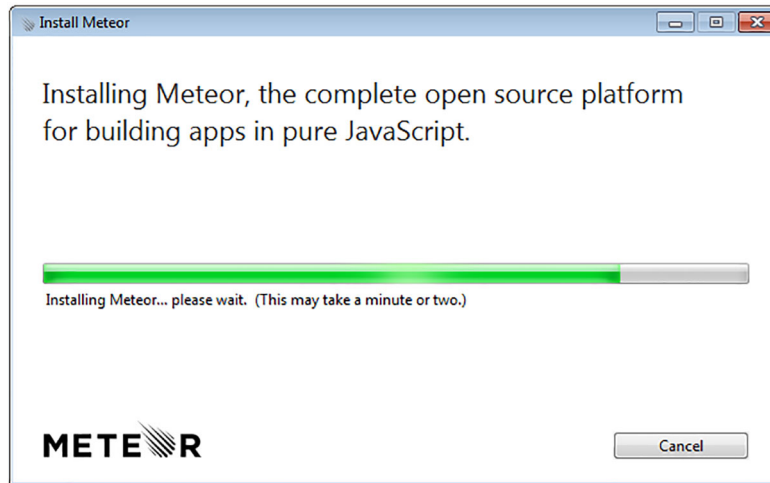 Install Meteor
Installing Meteor, the complete open source platform
for building apps in pure JavaScript.
Installing Meteor... please wait.  (This may take a minute or two.)
METEOR
Cancel